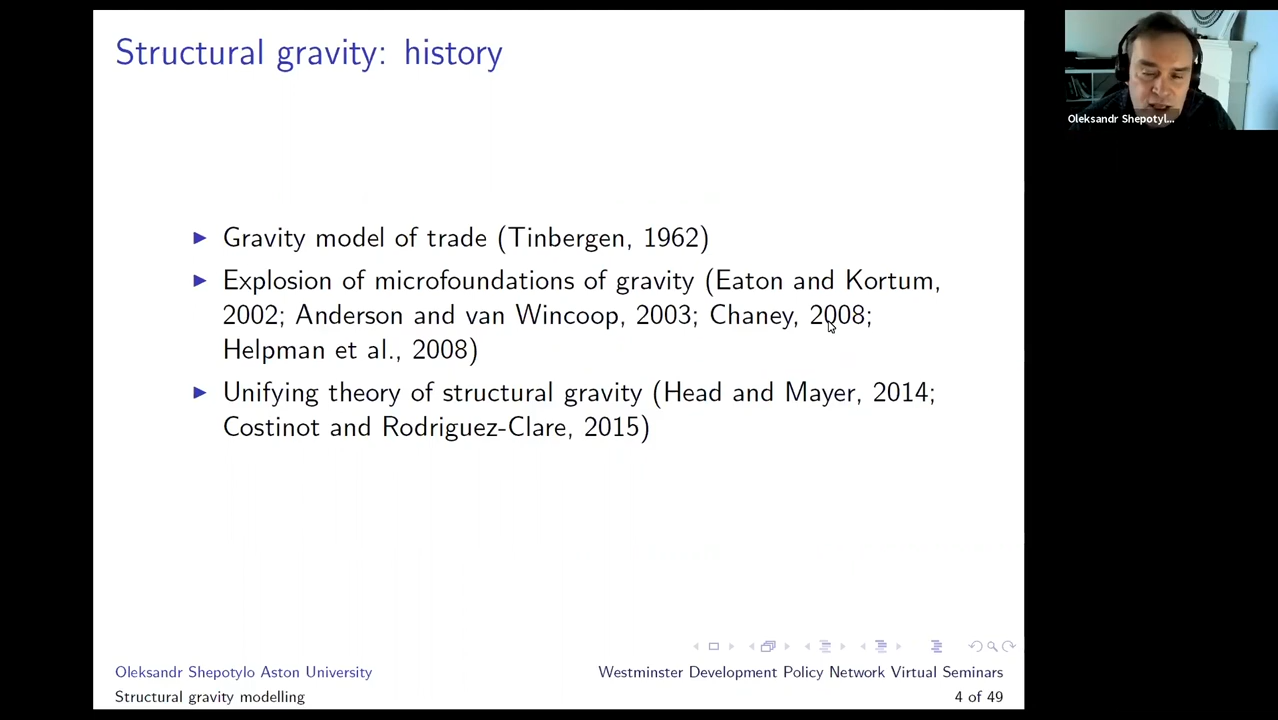 Structural gravity: history
Gravity model of trade (Tinbergen, 1962)
Explosion of microfoundations of gravity (Eaton and Kortum,
2002; Anderson and van Wincoop, 2003; Chaney, 2008;
Helpman et al., 2008)
Unifying theory of structural gravity (Head and Mayer, 2014;
Costinot and Rodriguez-Clare, 2015)
Oleksandr Shepotylo Aston University
Westminster Development Policy Network Virtual Seminars
Structural gravity modelling
4 of 49
Oleksandr Shepotyl...